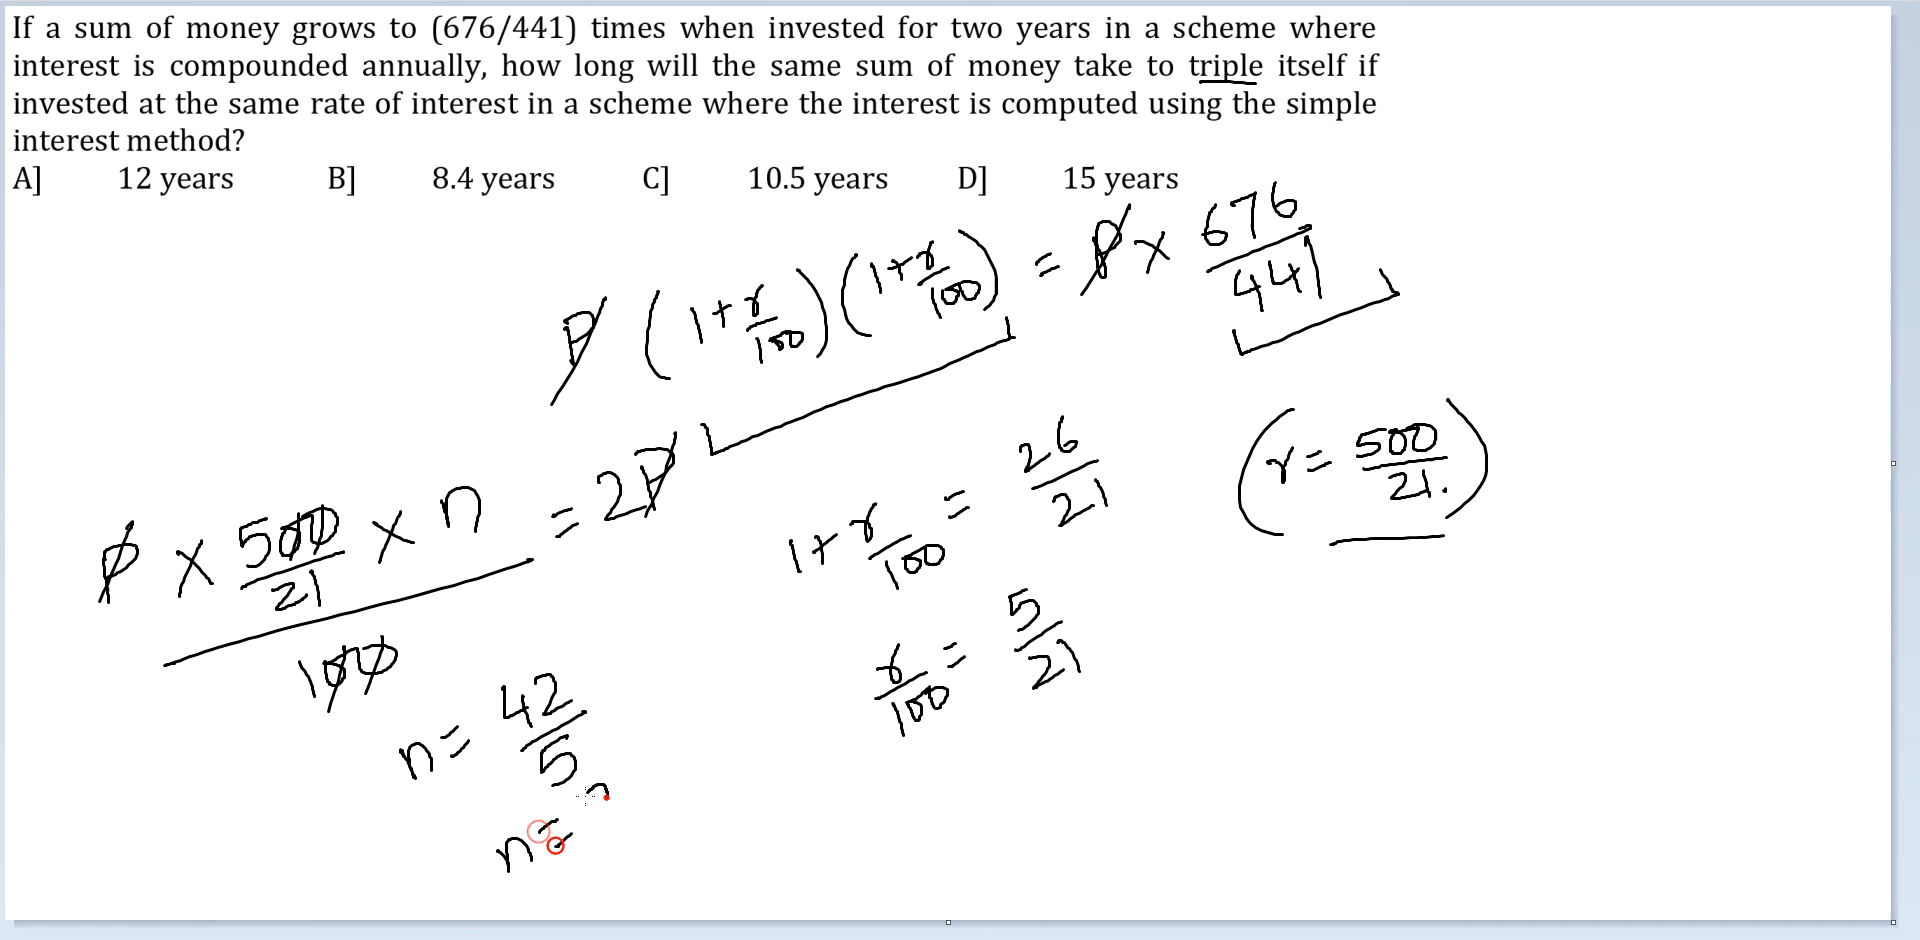 If a sum of money grows to (676/441) times when invested for two years in a scheme where
interest is compounded annually, how long will the same sum of money take to triple itself if
invested at the same rate of interest in a scheme where the interest is computed using the simple
interest method?
A] 12 years B] 8.4 years C] 10.5 years D] 15 years
P (1+r/100)(1+r/100) = P × 676/441
1+r/100 = 26/21
r/100 = 5/21
(r = 500/21.)
P × 500/21 × n / 100 = 2P
n = 42/5
n =